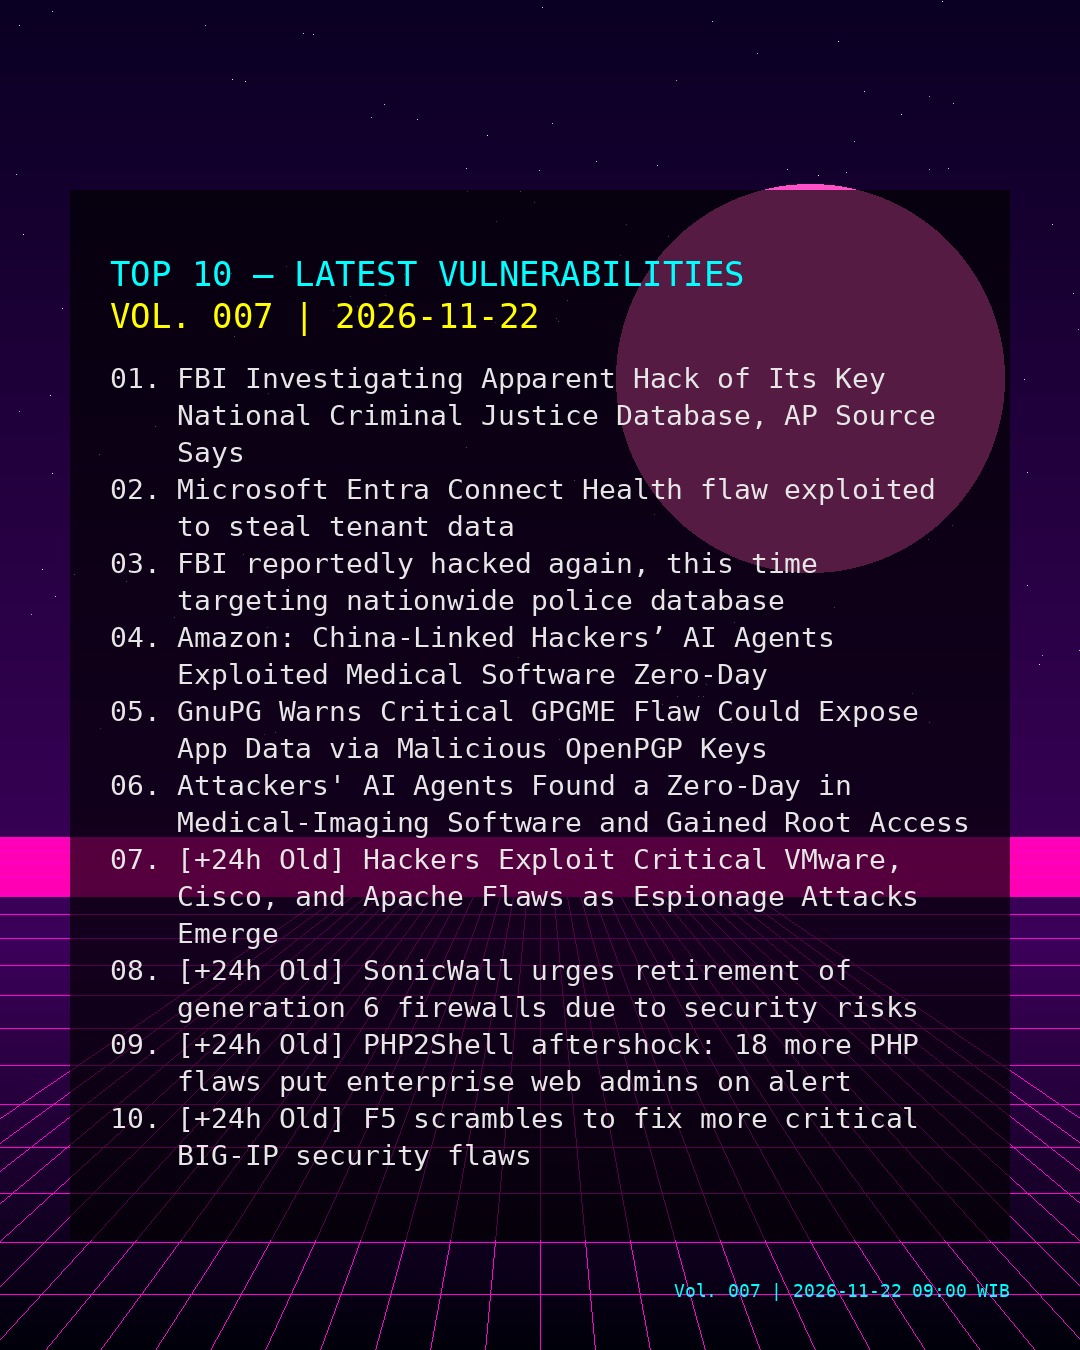 TOP 10 — LATEST VULNERABILITIES
VOL. 007 | 2026-11-22
01. FBI Investigating Apparent Hack of Its Key
National Criminal Justice Database, AP Source
Says
02. Microsoft Entra Connect Health flaw exploited
to steal tenant data
03. FBI reportedly hacked again, this time
targeting nationwide police database
04. Amazon: China-Linked Hackers’ AI Agents
Exploited Medical Software Zero-Day
05. GnuPG Warns Critical GPGME Flaw Could Expose
App Data via Malicious OpenPGP Keys
06. Attackers' AI Agents Found a Zero-Day in
Medical-Imaging Software and Gained Root Access
07. [+24h Old] Hackers Exploit Critical VMware,
Cisco, and Apache Flaws as Espionage Attacks
Emerge
08. [+24h Old] SonicWall urges retirement of
generation 6 firewalls due to security risks
09. [+24h Old] PHP2Shell aftershock: 18 more PHP
flaws put enterprise web admins on alert
10. [+24h Old] F5 scrambles to fix more critical
BIG-IP security flaws
Vol. 007 | 2026-11-22 09:00 WIB